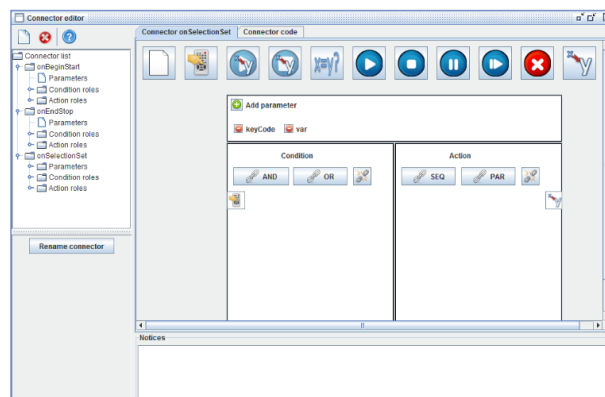 Connector editor
Connector onSelectionSet Connector code
Connector list
onBeginStart
Parameters
Condition roles
Action roles
onEndStop
Parameters
Condition roles
Action roles
onSelectionSet
Parameters
Condition roles
Action roles
Rename connector
x=y?
Add parameter
keyCode var
Condition Action
AND OR SEQ PAR
Notices